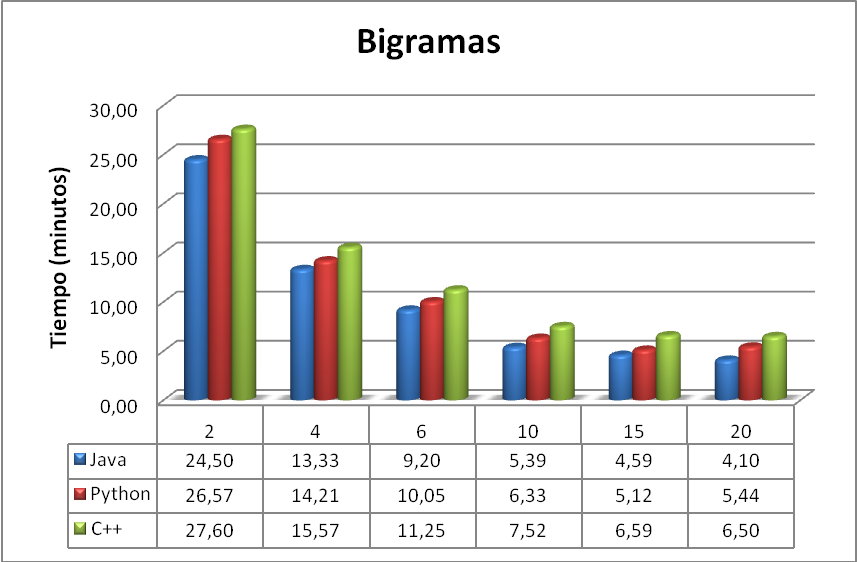 Bigramas
Tiempo (minutos)
30,00
25,00
20,00
15,00
10,00
5,00
0,00
2 4 6 10 15 20
Java 24,50 13,33 9,20 5,39 4,59 4,10
Python 26,57 14,21 10,05 6,33 5,12 5,44
C++ 27,60 15,57 11,25 7,52 6,59 6,50